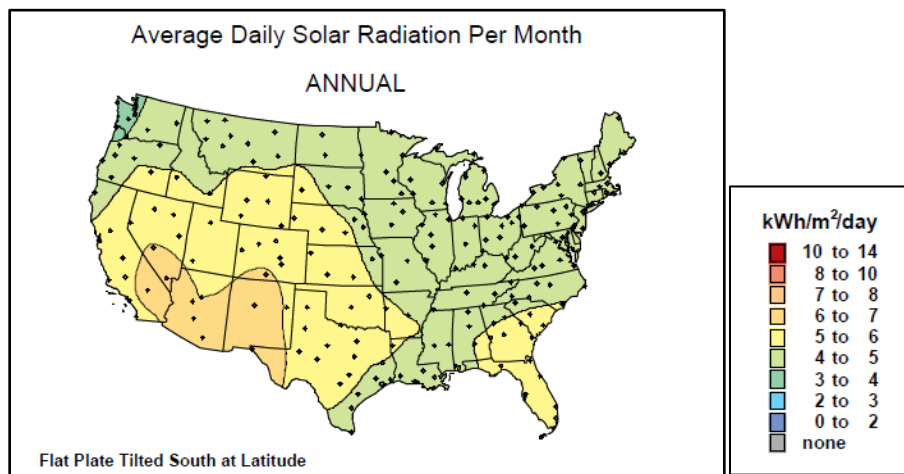 Average Daily Solar Radiation Per Month
ANNUAL
Flat Plate Tilted South at Latitude
kWh/m²/day
10 to 14
8 to 10
7 to 8
6 to 7
5 to 6
4 to 5
3 to 4
2 to 3
0 to 2
none